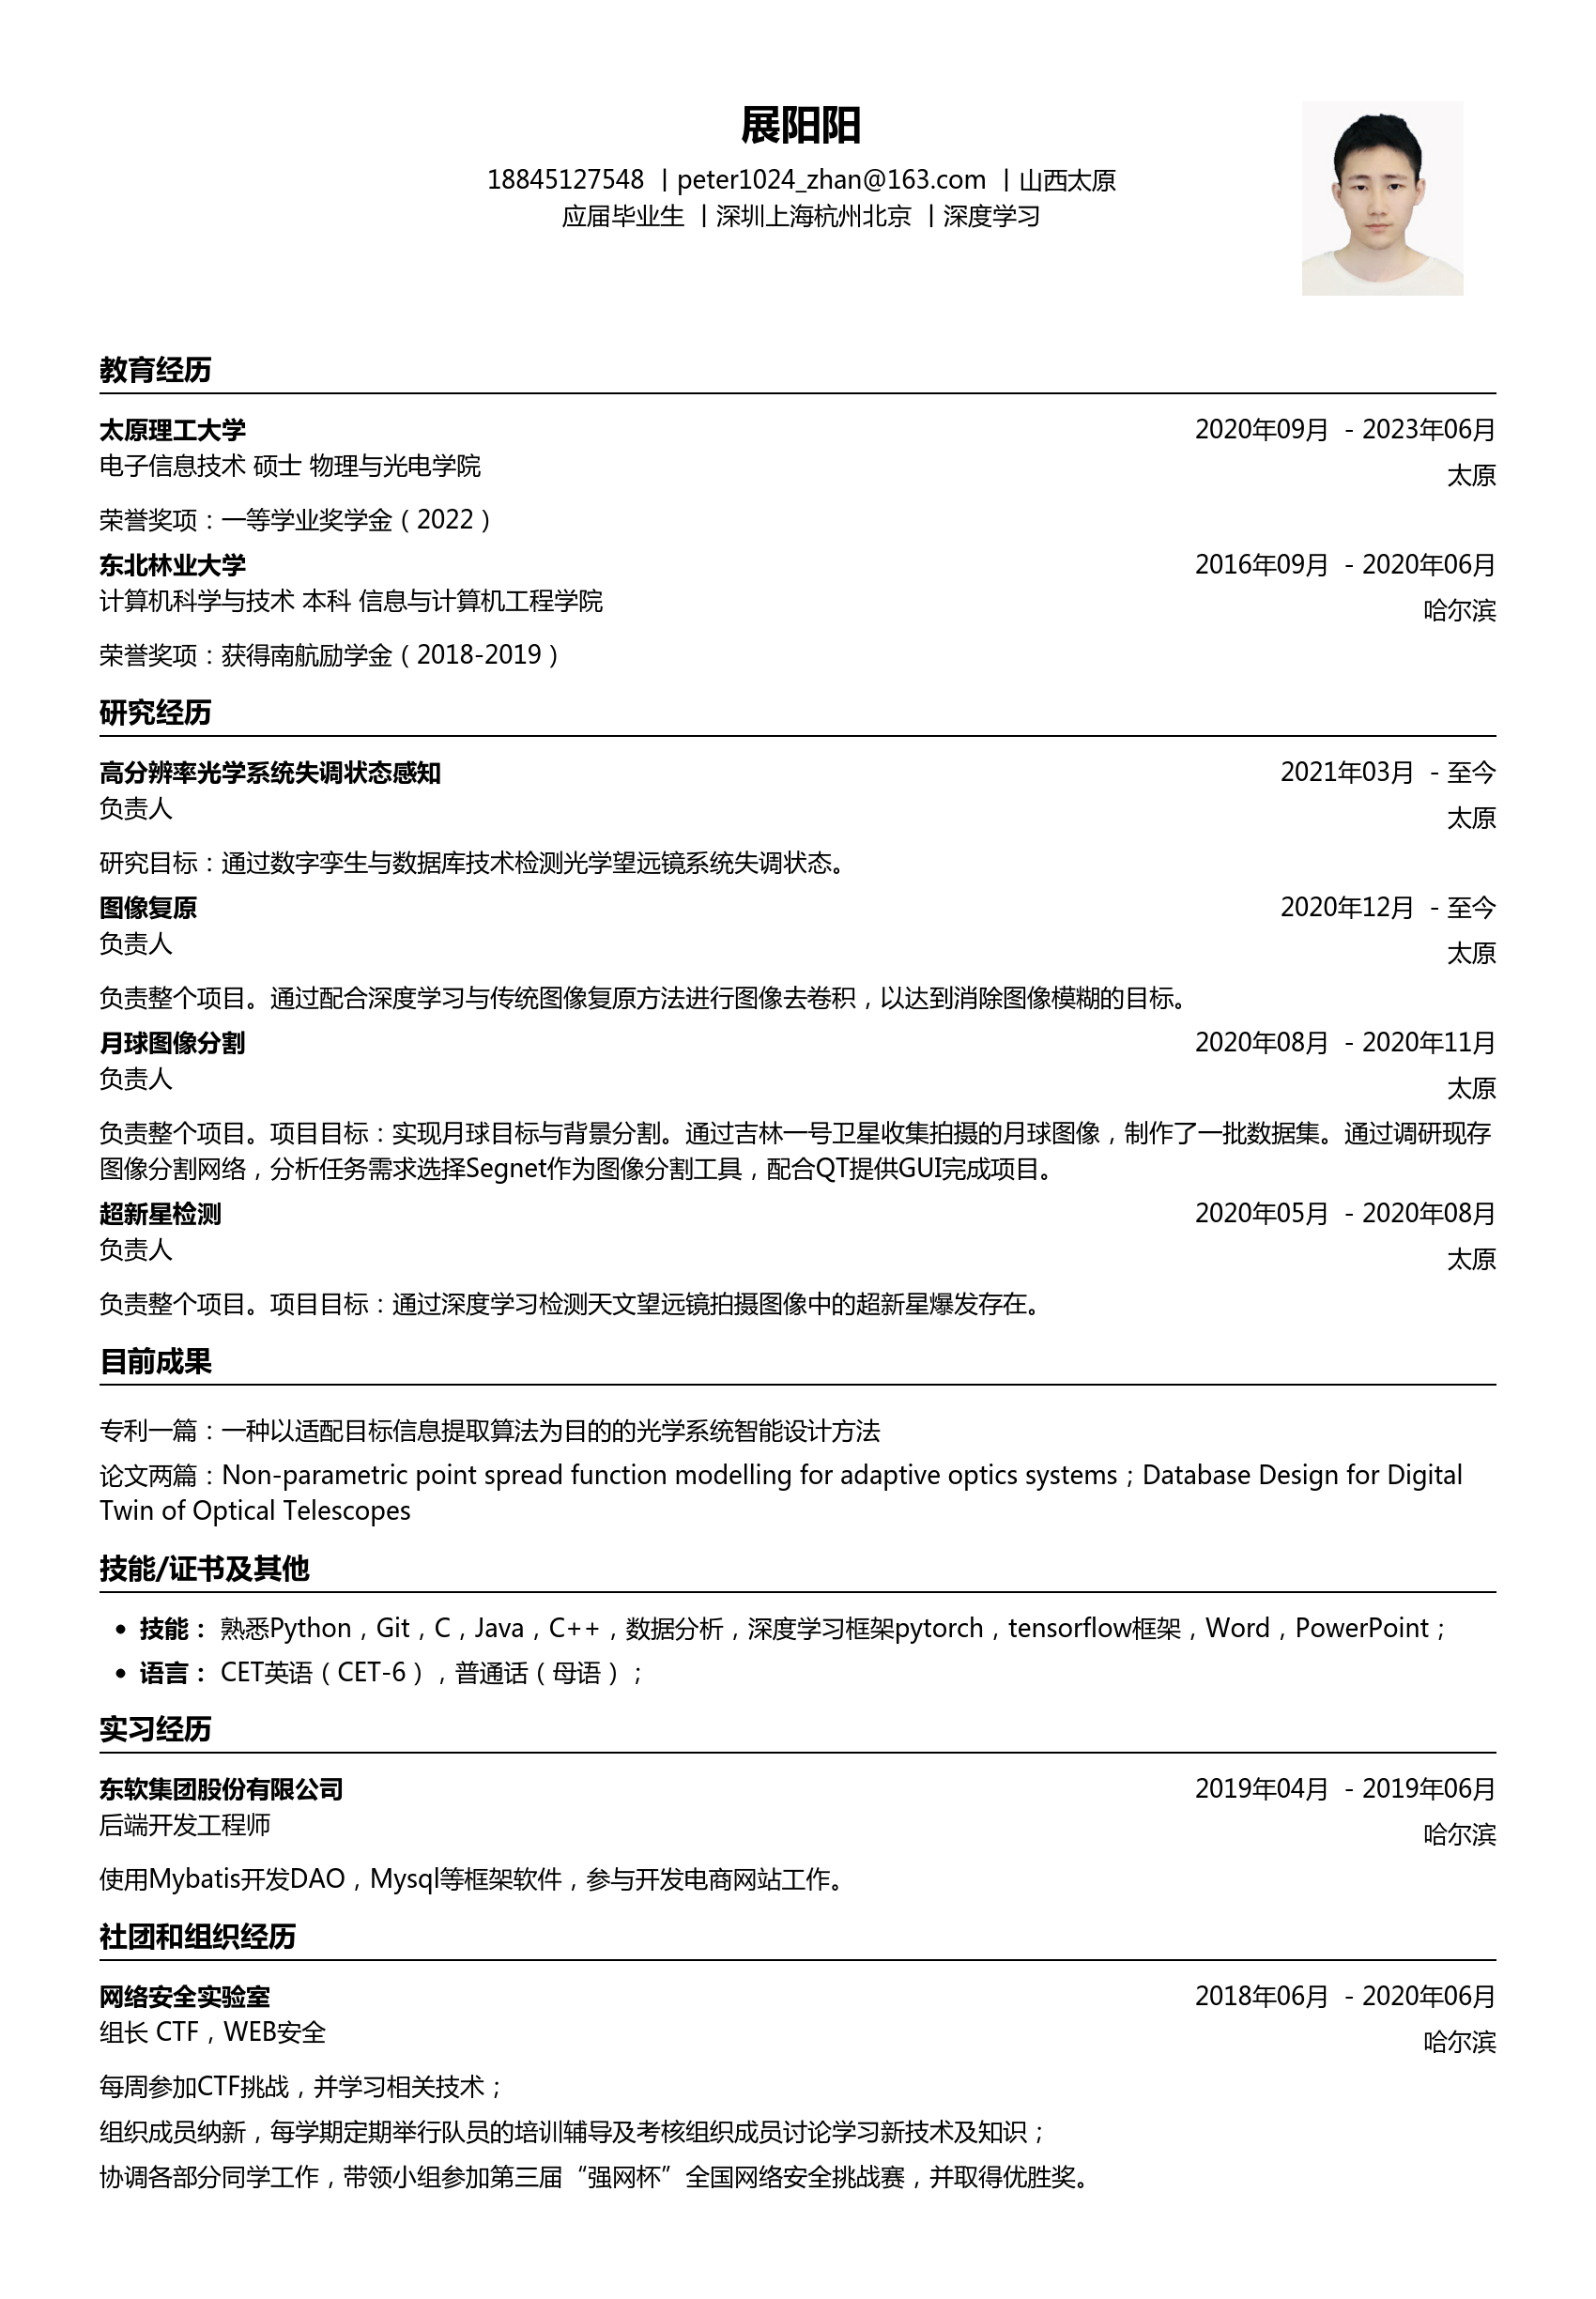 展阳阳
18845127548 丨peter1024_zhan@163.com 丨山西太原
应届毕业生 丨深圳上海杭州北京 丨深度学习
教育经历
太原理工大学 2020年09月 - 2023年06月
电子信息技术 硕士 物理与光电学院
太原
荣誉奖项：一等学业奖学金（2022）
东北林业大学 2016年09月 - 2020年06月
计算机科学与技术 本科 信息与计算机工程学院
哈尔滨
荣誉奖项：获得南航励学金（2018-2019）
研究经历
高分辨率光学系统失调状态感知 2021年03月 - 至今
负责人
太原
研究目标：通过数字孪生与数据库技术检测光学望远镜系统失调状态。
图像复原 2020年12月 - 至今
负责人
太原
负责整个项目。通过配合深度学习与传统图像复原方法进行图像去卷积，以达到消除图像模糊的目标。
月球图像分割 2020年08月 - 2020年11月
负责人
太原
负责整个项目。项目目标：实现月球目标与背景分割。通过吉林一号卫星收集拍摄的月球图像，制作了一批数据集。通过调研现存
图像分割网络，分析任务需求选择Segnet作为图像分割工具，配合QT提供GUI完成项目。
超新星检测 2020年05月 - 2020年08月
负责人
太原
负责整个项目。项目目标：通过深度学习检测天文望远镜拍摄图像中的超新星爆发存在。
目前成果
专利一篇：一种以适配目标信息提取算法为目的的光学系统智能设计方法
论文两篇：Non-parametric point spread function modelling for adaptive optics systems；Database Design for Digital
Twin of Optical Telescopes
技能/证书及其他
• 技能： 熟悉Python，Git，C，Java，C++，数据分析，深度学习框架pytorch，tensorflow框架，Word，PowerPoint；
• 语言： CET英语（CET-6），普通话（母语）；
实习经历
东软集团股份有限公司 2019年04月 - 2019年06月
后端开发工程师
哈尔滨
使用Mybatis开发DAO，Mysql等框架软件，参与开发电商网站工作。
社团和组织经历
网络安全实验室 2018年06月 - 2020年06月
组长 CTF，WEB安全
哈尔滨
每周参加CTF挑战，并学习相关技术；
组织成员纳新，每学期定期举行队员的培训辅导及考核组织成员讨论学习新技术及知识；
协调各部分同学工作，带领小组参加第三届“强网杯”全国网络安全挑战赛，并取得优胜奖。